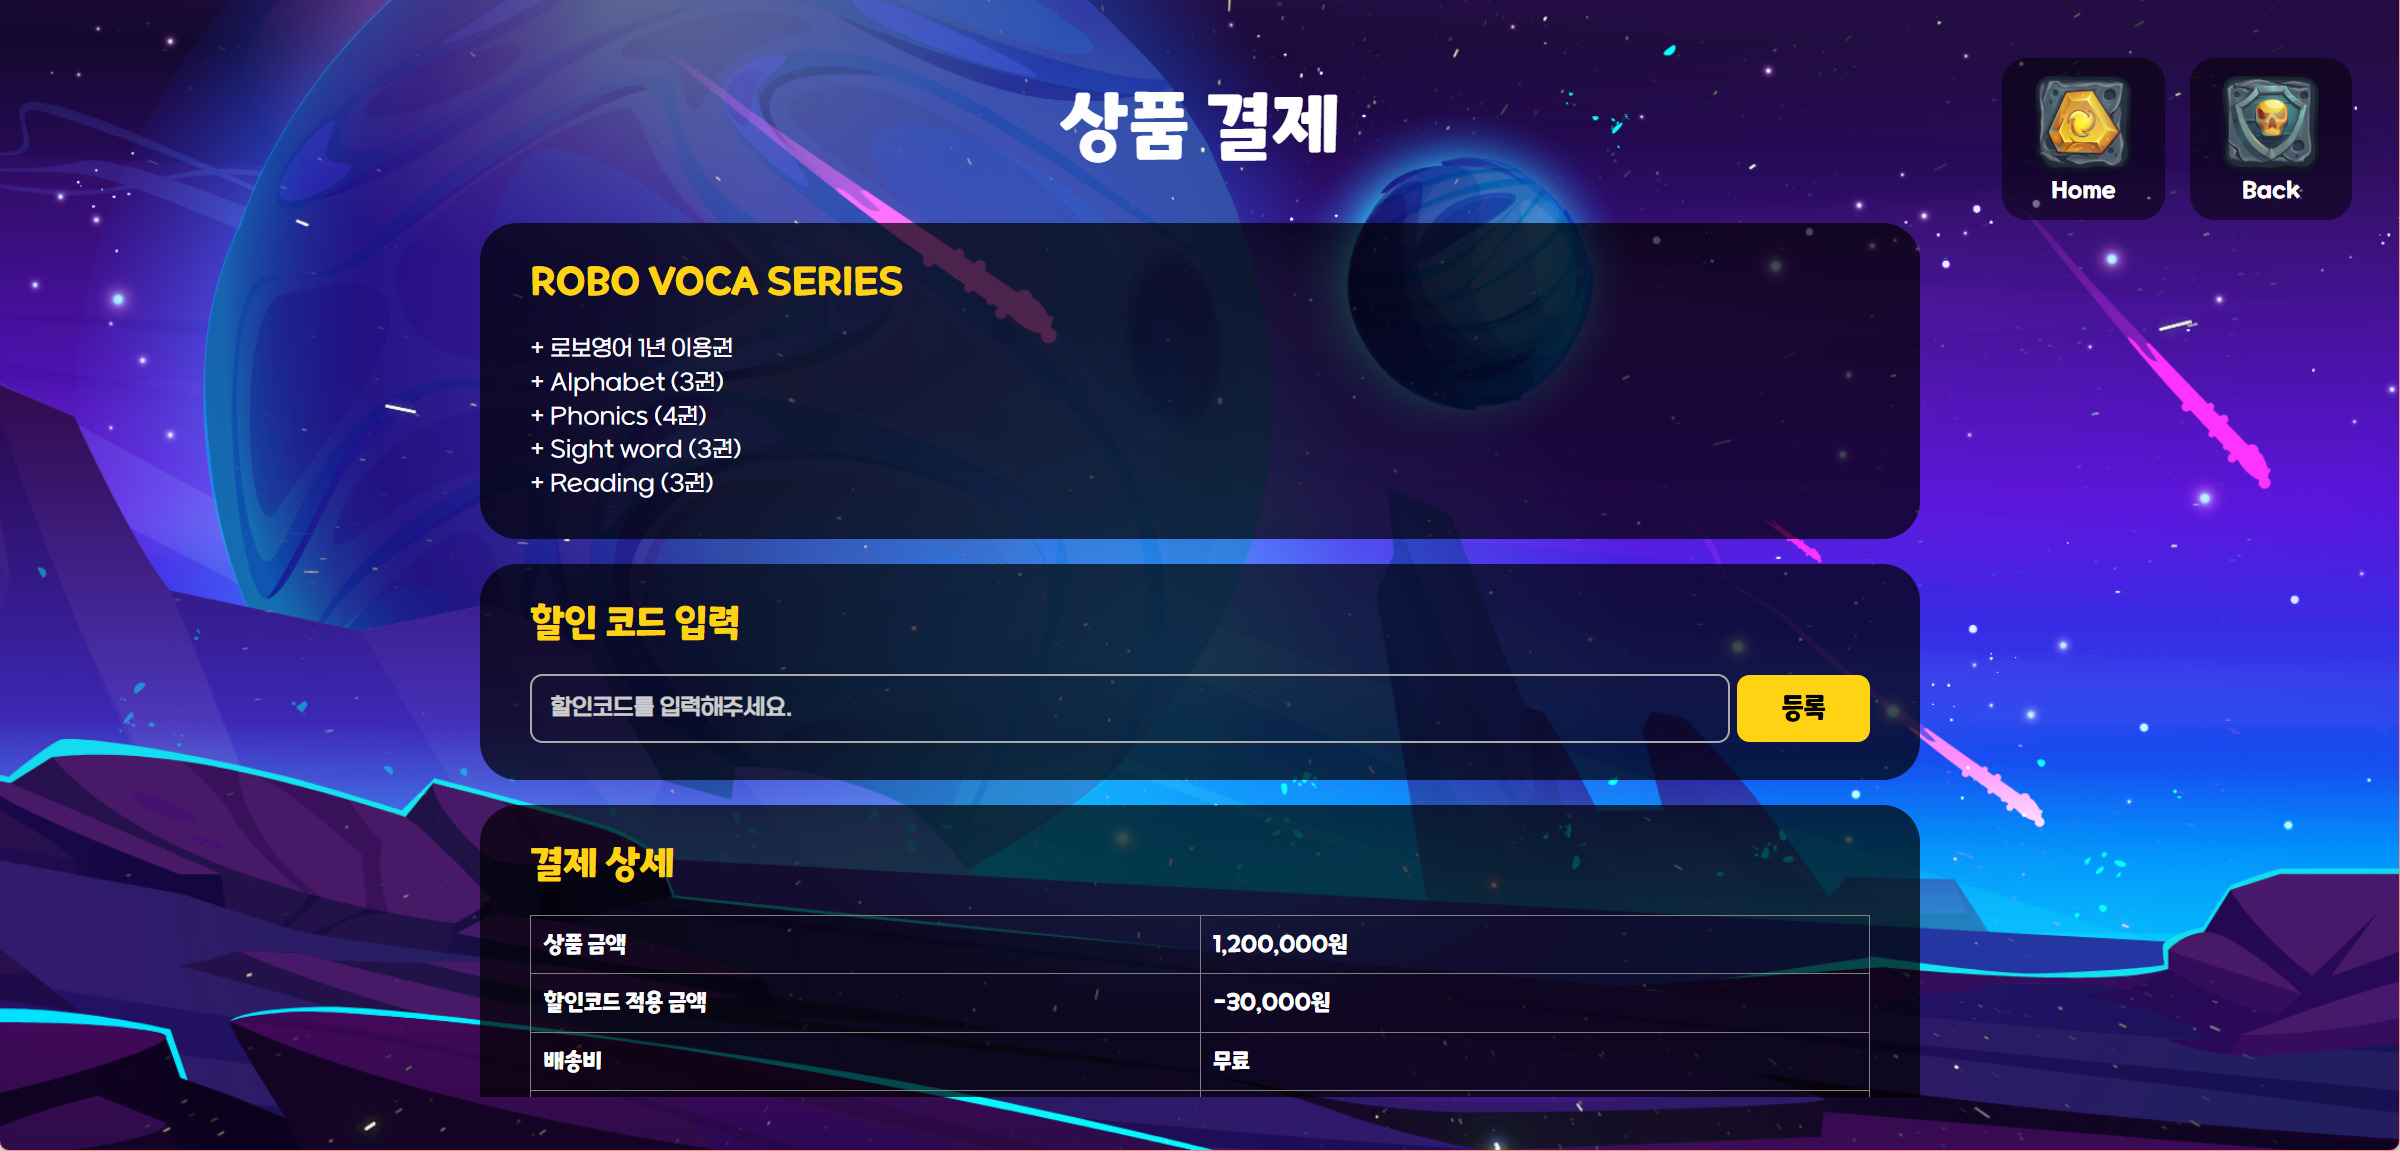 상품 결제
Home
Back
ROBO VOCA SERIES
+ 로보영어 1년 이용권
+ Alphabet (3권)
+ Phonics (4권)
+ Sight word (3권)
+ Reading (3권)
할인 코드 입력
할인코드를 입력해주세요.
등록
결제 상세
상품 금액 1,200,000원
할인코드 적용 금액 -30,000원
배송비 무료